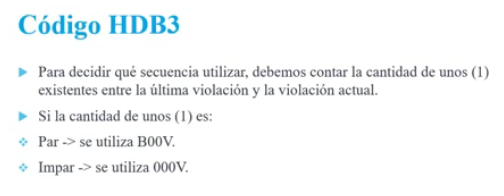 Código HDB3
Para decidir qué secuencia utilizar, debemos contar la cantidad de unos (1)
existentes entre la última violación y la violación actual.
Si la cantidad de unos (1) es:
Par -> se utiliza B00V.
Impar -> se utiliza 000V.